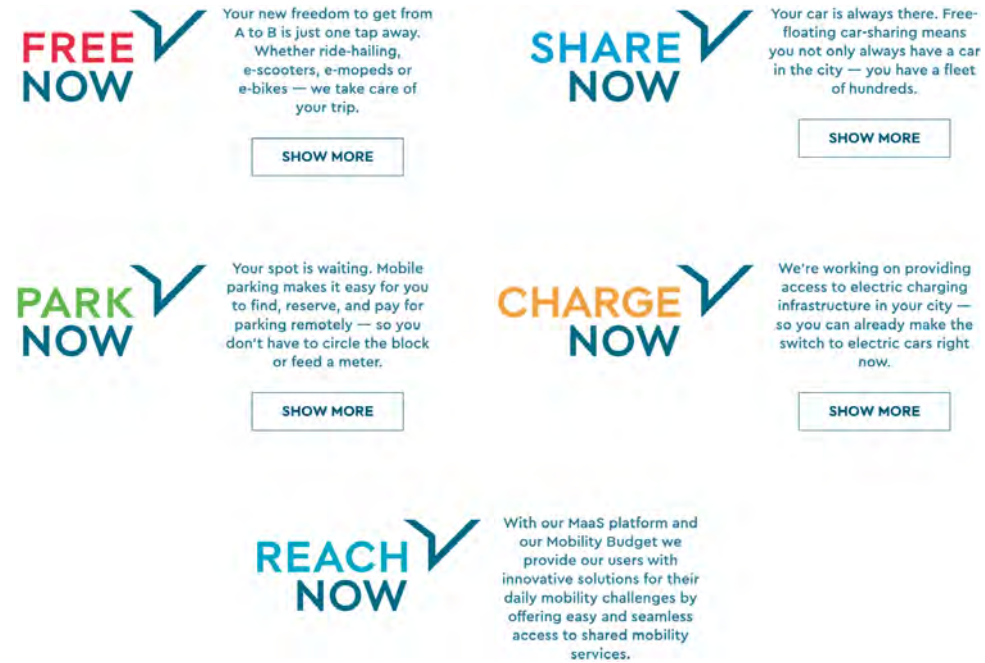 FREE
NOW
Your new freedom to get from
A to B is just one tap away.
Whether ride-hailing,
e-scooters, e-mopeds or
e-bikes — we take care of
your trip.
SHOW MORE
SHARE
NOW
Your car is always there. Free-
floating car-sharing means
you not only always have a car
in the city — you have a fleet
of hundreds.
SHOW MORE
PARK
NOW
Your spot is waiting. Mobile
parking makes it easy for you
to find, reserve, and pay for
parking remotely — so you
don't have to circle the block
or feed a meter.
SHOW MORE
CHARGE
NOW
We're working on providing
access to electric charging
infrastructure in your city —
so you can already make the
switch to electric cars right
now.
SHOW MORE
REACH
NOW
With our MaaS platform and
our Mobility Budget we
provide our users with
innovative solutions for their
daily mobility challenges by
offering easy and seamless
access to shared mobility
services.